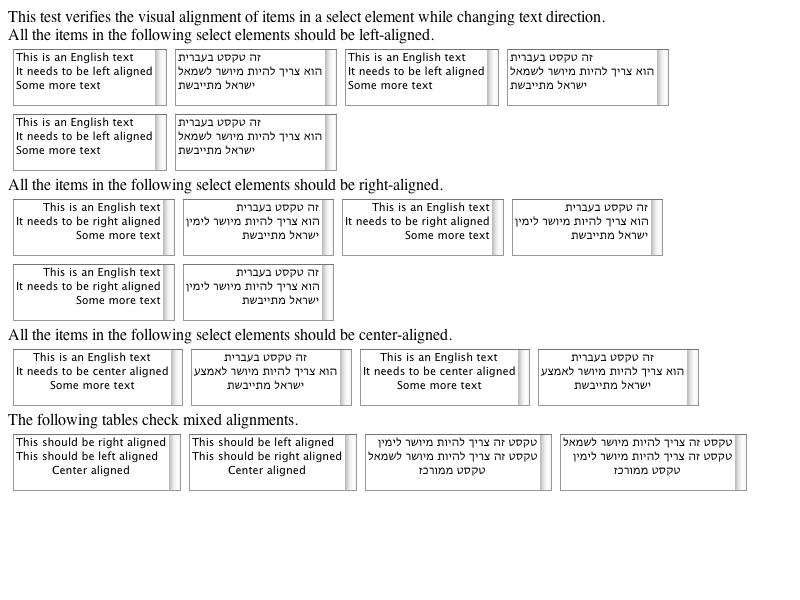 This test verifies the visual alignment of items in a select element while changing text direction.
All the items in the following select elements should be left-aligned.
This is an English text
It needs to be left aligned
Some more text
זה טקסט בעברית
הוא צריך להיות מיושר לשמאל
ישראל מתייבשת
This is an English text
It needs to be left aligned
Some more text
זה טקסט בעברית
הוא צריך להיות מיושר לשמאל
ישראל מתייבשת
This is an English text
It needs to be left aligned
Some more text
זה טקסט בעברית
הוא צריך להיות מיושר לשמאל
ישראל מתייבשת
All the items in the following select elements should be right-aligned.
This is an English text
It needs to be right aligned
Some more text
זה טקסט בעברית
הוא צריך להיות מיושר לימין
ישראל מתייבשת
This is an English text
It needs to be right aligned
Some more text
זה טקסט בעברית
הוא צריך להיות מיושר לימין
ישראל מתייבשת
This is an English text
It needs to be right aligned
Some more text
זה טקסט בעברית
הוא צריך להיות מיושר לימין
ישראל מתייבשת
All the items in the following select elements should be center-aligned.
This is an English text
It needs to be center aligned
Some more text
זה טקסט בעברית
הוא צריך להיות מיושר לאמצע
ישראל מתייבשת
This is an English text
It needs to be center aligned
Some more text
זה טקסט בעברית
הוא צריך להיות מיושר לאמצע
ישראל מתייבשת
The following tables check mixed alignments.
This should be right aligned
This should be left aligned
Center aligned
This should be left aligned
This should be right aligned
Center aligned
טקסט זה צריך להיות מיושר לימין
טקסט זה צריך להיות מיושר לשמאל
טקסט ממורכז
טקסט זה צריך להיות מיושר לשמאל
טקסט זה צריך להיות מיושר לימין
טקסט ממורכז